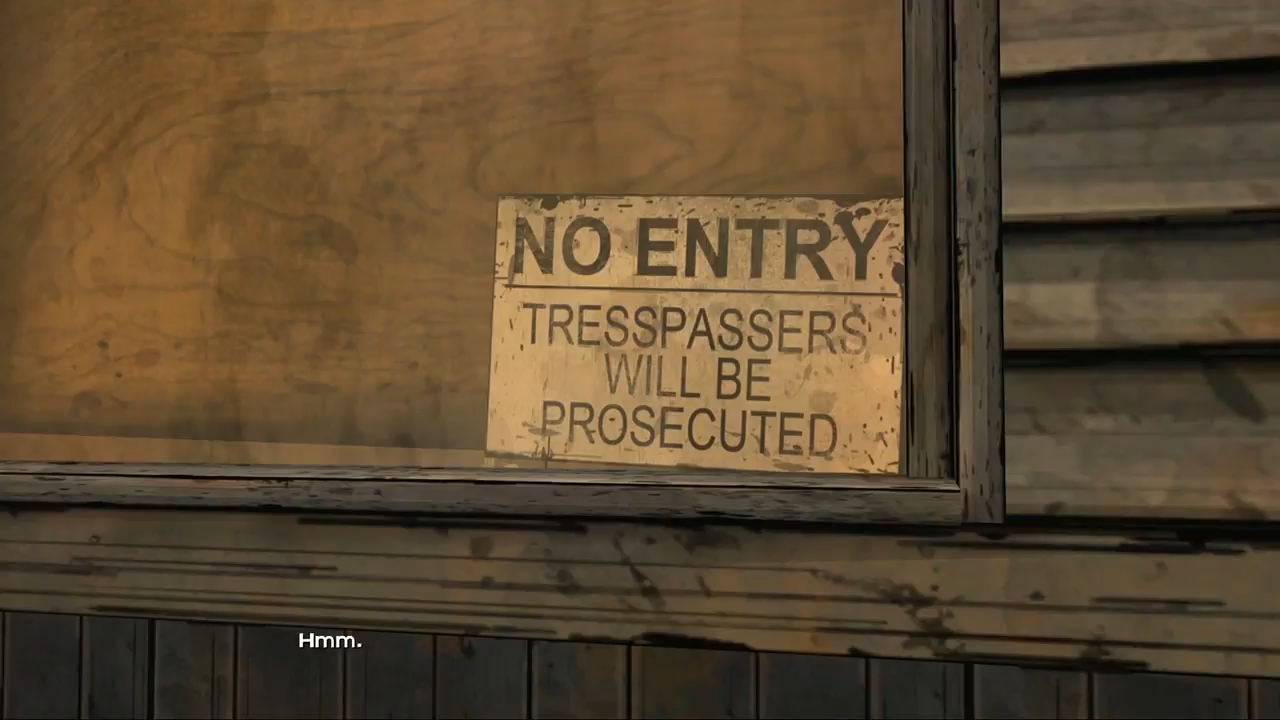 NO ENTRY
TRESSPASSERS
WILL BE
PROSECUTED
Hmm.